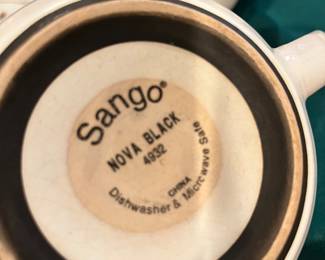 Sango®
NOVA BLACK
4932
CHINA
Dishwasher & Microwave Safe